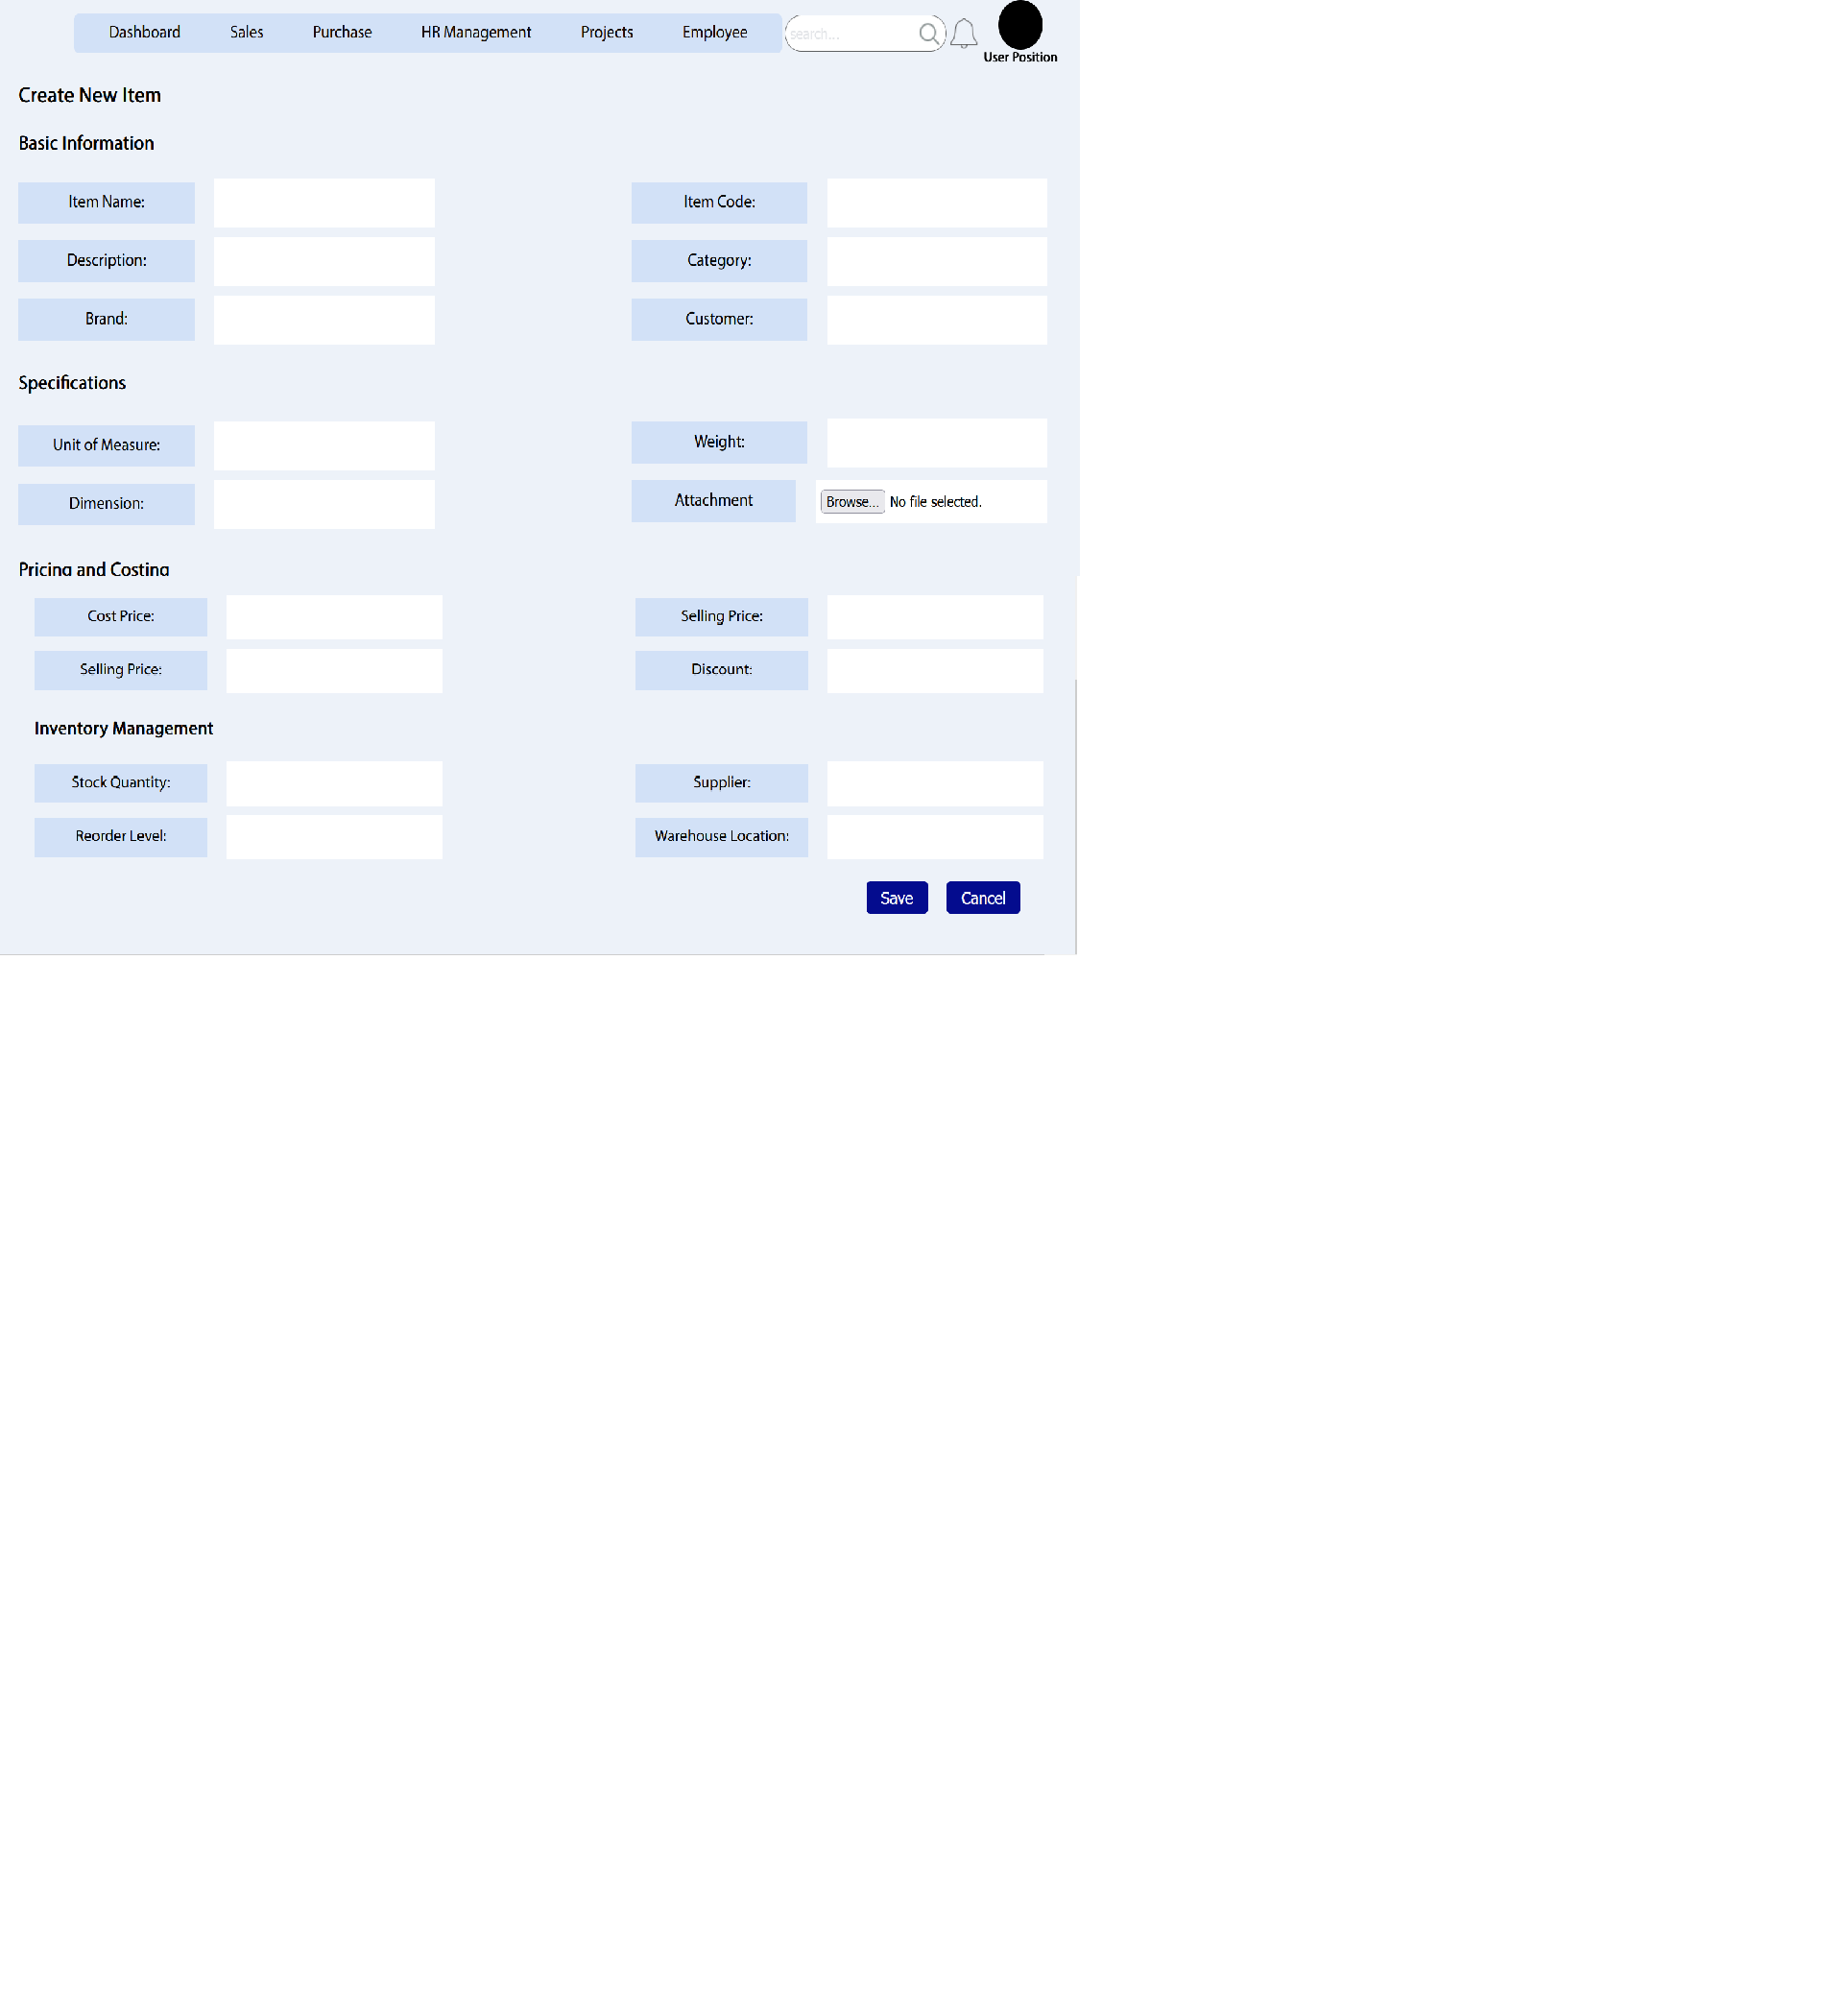 Dashboard Sales Purchase HR Management Projects Employee search...
User Position
Create New Item
Basic Information
Item Name: Item Code:
Description: Category:
Brand: Customer:
Specifications
Unit of Measure: Weight:
Dimension: Attachment Browse... No file selected.
Pricing and Costing
Cost Price: Selling Price:
Selling Price: Discount:
Inventory Management
Stock Quantity: Supplier:
Reorder Level: Warehouse Location:
Save Cancel